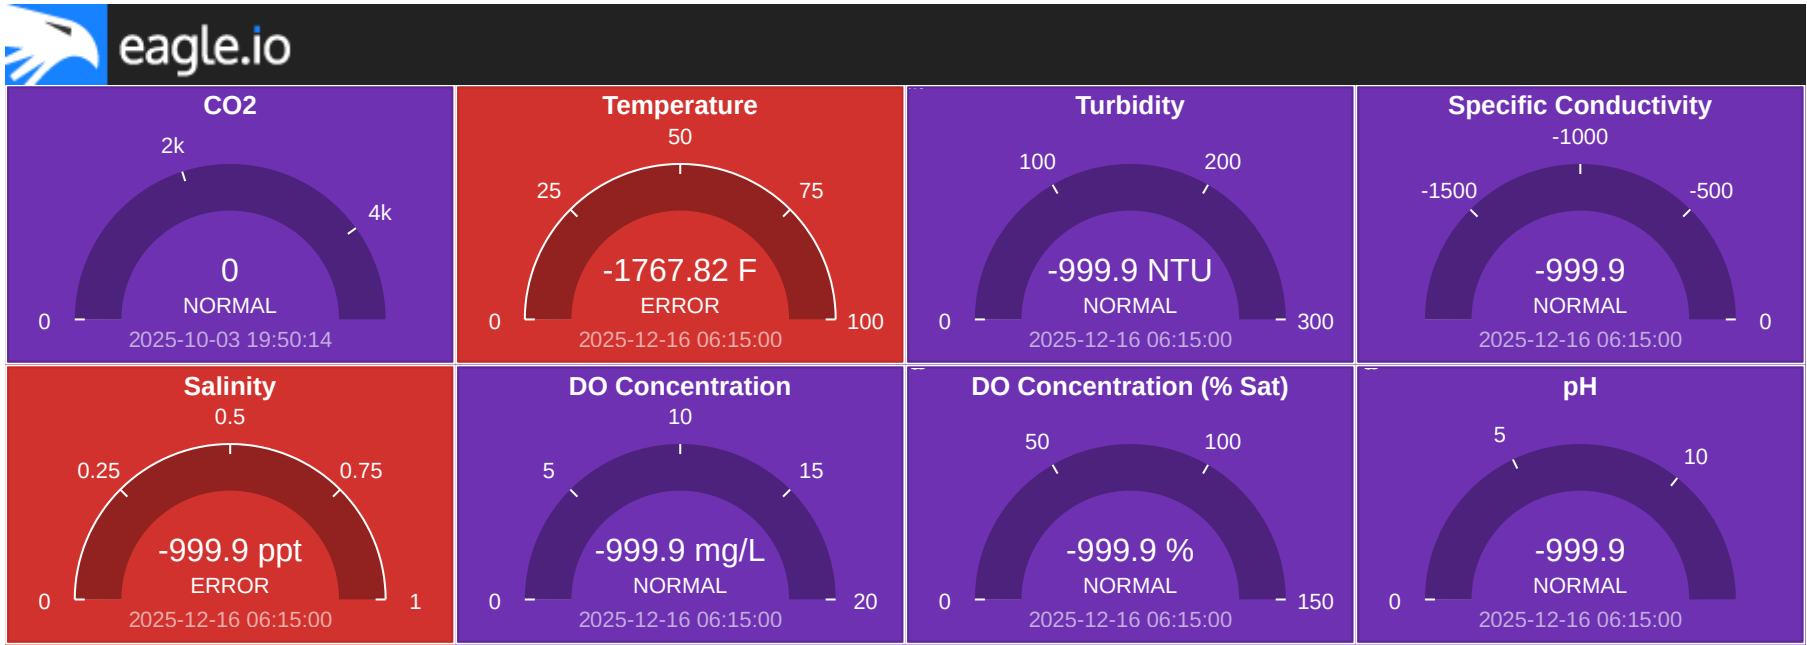 eagle.io
CO2
2k
4k
0
NORMAL
0
2025-10-03 19:50:14
Temperature
50
25
75
-1767.82 F
ERROR
0
100
2025-12-16 06:15:00
Turbidity
100
200
-999.9 NTU
NORMAL
0
300
2025-12-16 06:15:00
Specific Conductivity
-1000
-1500
-500
-999.9
NORMAL
0
2025-12-16 06:15:00
Salinity
0.5
0.25
0.75
-999.9 ppt
ERROR
0
1
2025-12-16 06:15:00
DO Concentration
10
5
15
-999.9 mg/L
NORMAL
0
20
2025-12-16 06:15:00
DO Concentration (% Sat)
50
100
-999.9 %
NORMAL
0
150
2025-12-16 06:15:00
pH
5
10
-999.9
NORMAL
0
2025-12-16 06:15:00